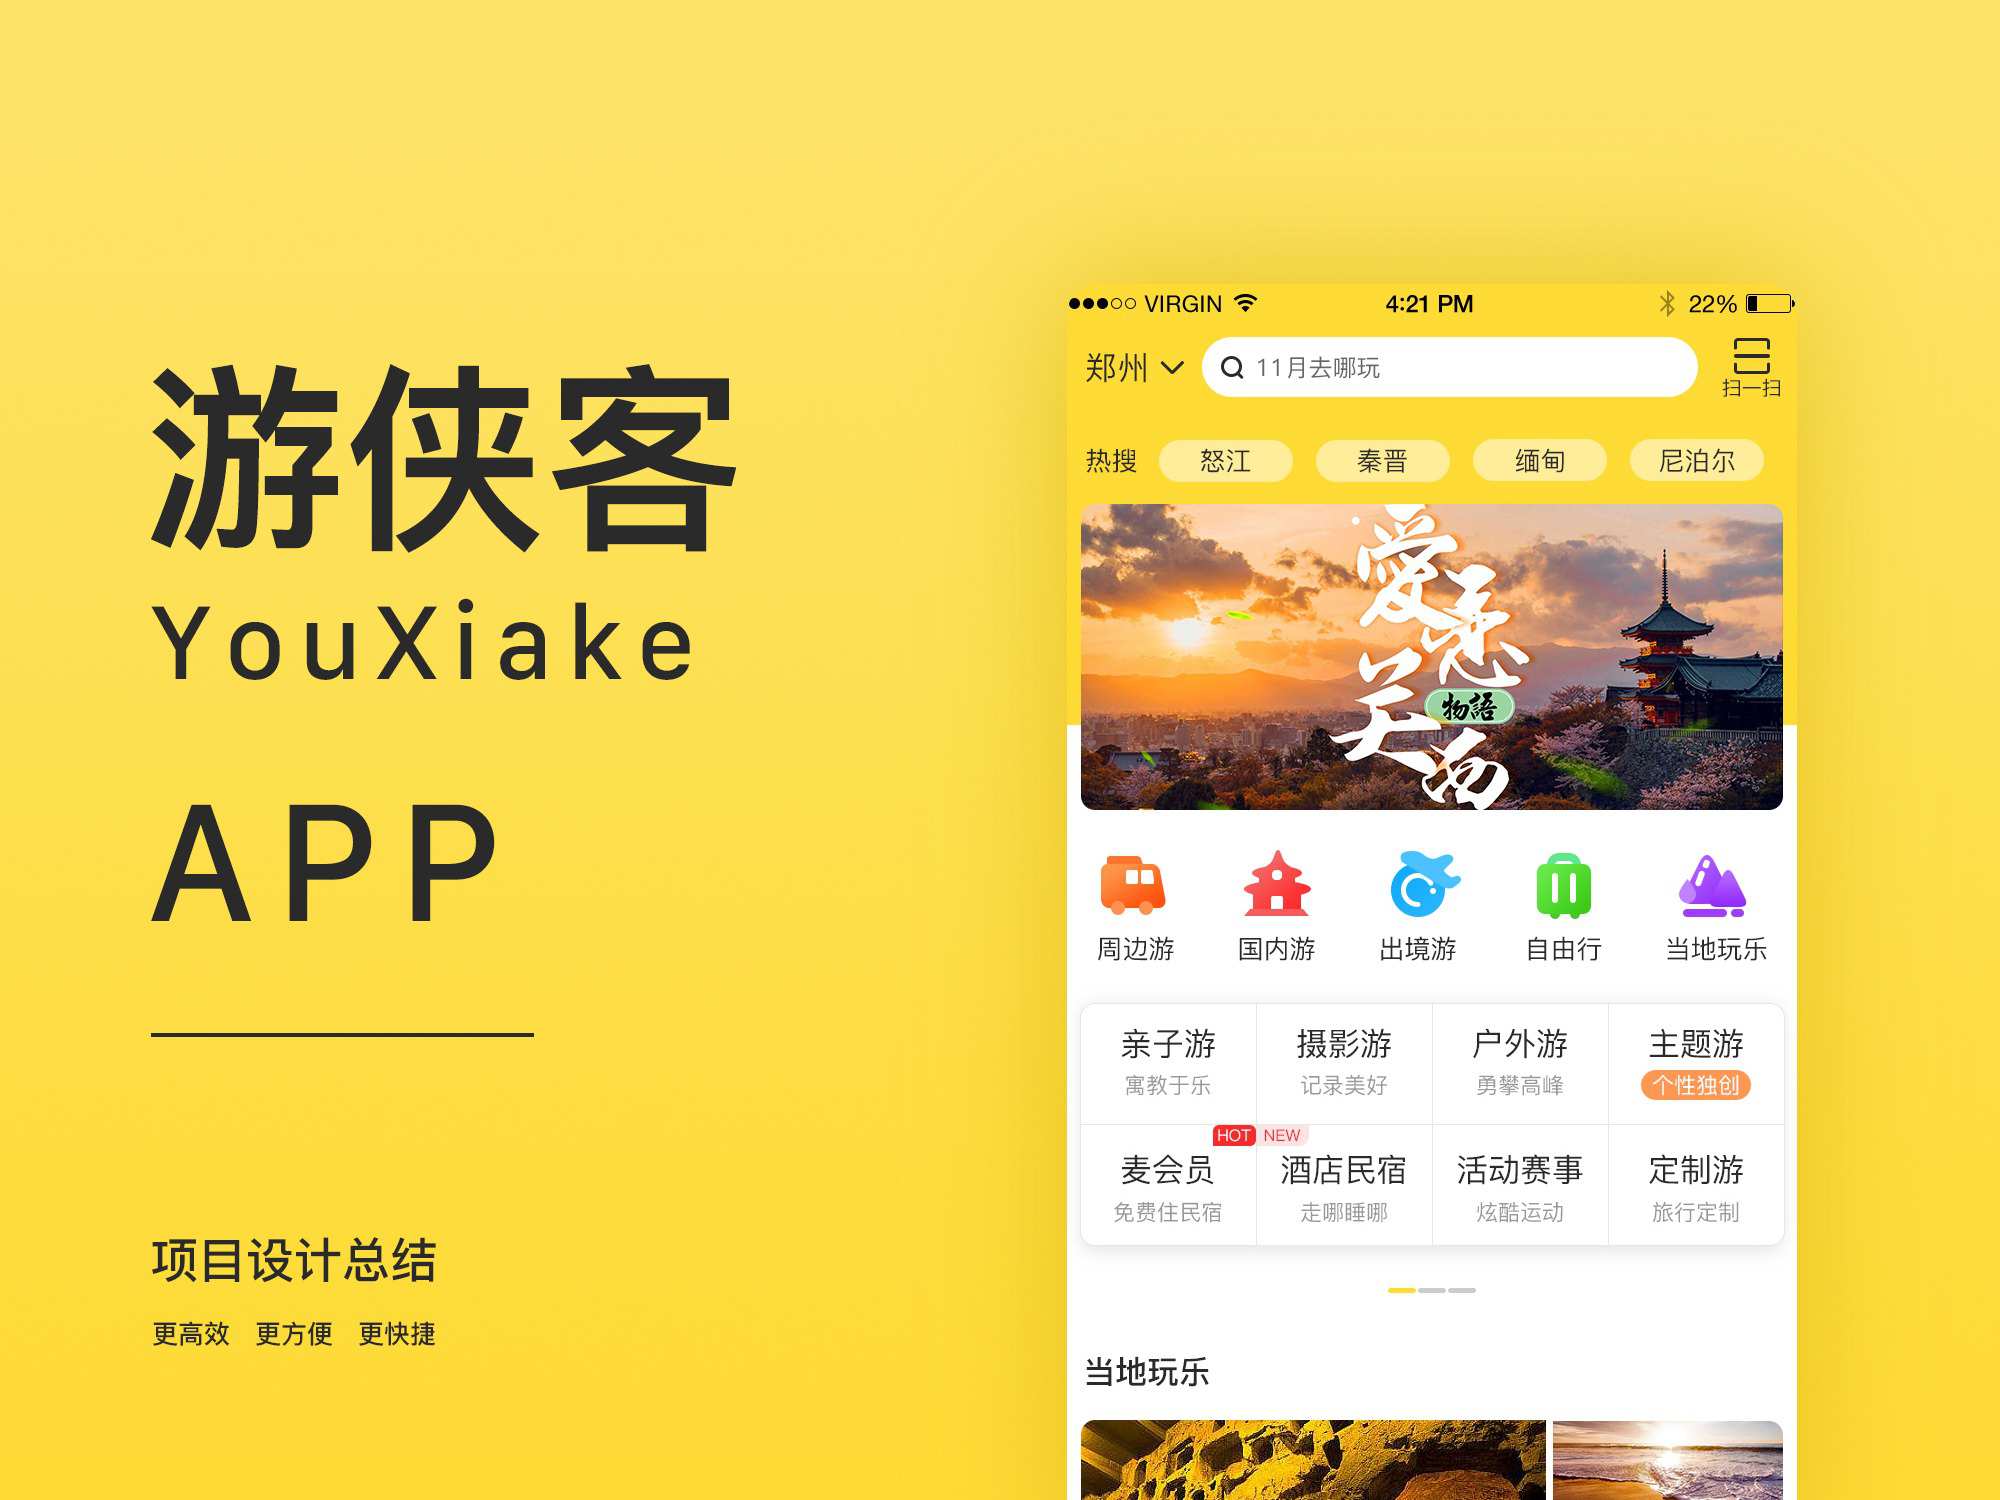 游侠客
YouXiake
APP
项目设计总结
更高效 更方便 更快捷
VIRGIN 4:21 PM 22%
郑州 11月去哪玩 扫一扫
热搜 怒江 秦晋 缅甸 尼泊尔
物語
周边游 国内游 出境游 自由行 当地玩乐
亲子游 摄影游 户外游 主题游
寓教于乐 记录美好 勇攀高峰 个性独创
HOT NEW
麦会员 酒店民宿 活动赛事 定制游
免费住民宿 走哪睡哪 炫酷运动 旅行定制
当地玩乐